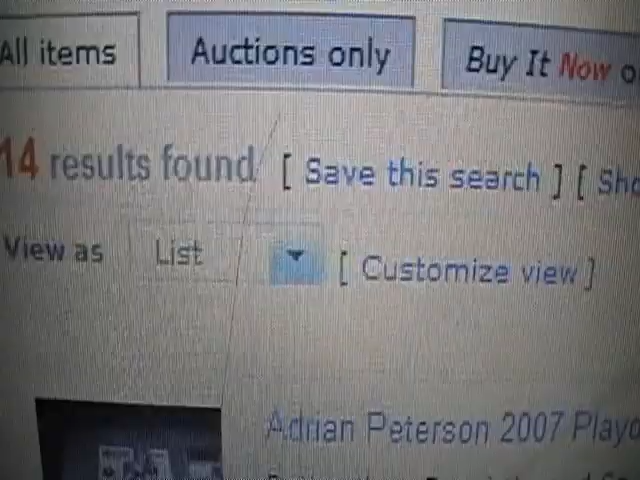 All items Auctions only Buy It Now
14 results found [ Save this search ] [
View as List [ Customize view ]
Adrian Peterson 2007